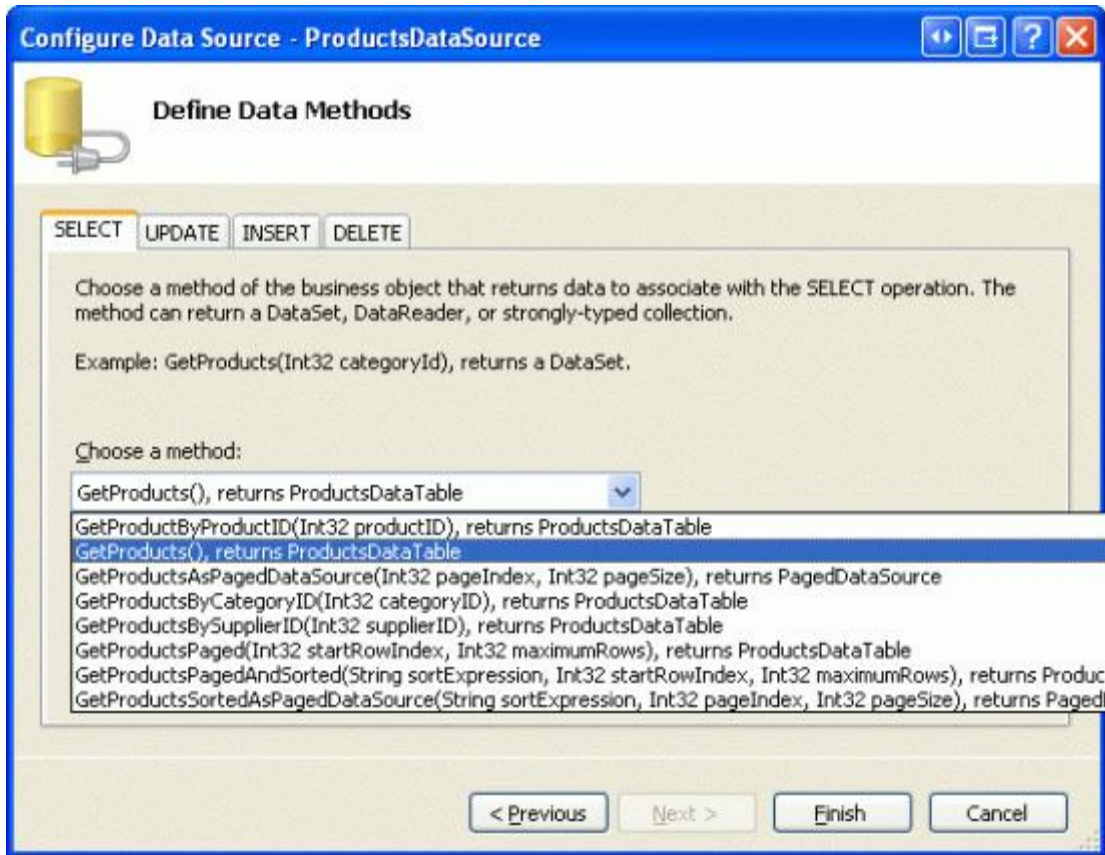 Configure Data Source - ProductsDataSource
Define Data Methods
SELECT UPDATE INSERT DELETE
Choose a method of the business object that returns data to associate with the SELECT operation. The
method can return a DataSet, DataReader, or strongly-typed collection.
Example: GetProducts(Int32 categoryId), returns a DataSet.
Choose a method:
GetProducts(), returns ProductsDataTable
GetProductByProductID(Int32 productID), returns ProductsDataTable
GetProducts(), returns ProductsDataTable
GetProductsAsPagedDataSource(Int32 pageIndex, Int32 pageSize), returns PagedDataSource
GetProductsByCategoryID(Int32 categoryID), returns ProductsDataTable
GetProductsBySupplierID(Int32 supplierID), returns ProductsDataTable
GetProductsPaged(Int32 startRowIndex, Int32 maximumRows), returns ProductsDataTable
GetProductsPagedAndSorted(String sortExpression, Int32 startRowIndex, Int32 maximumRows), returns Produc
GetProductsSortedAsPagedDataSource(String sortExpression, Int32 pageIndex, Int32 pageSize), returns Paged
< Previous Next > Finish Cancel